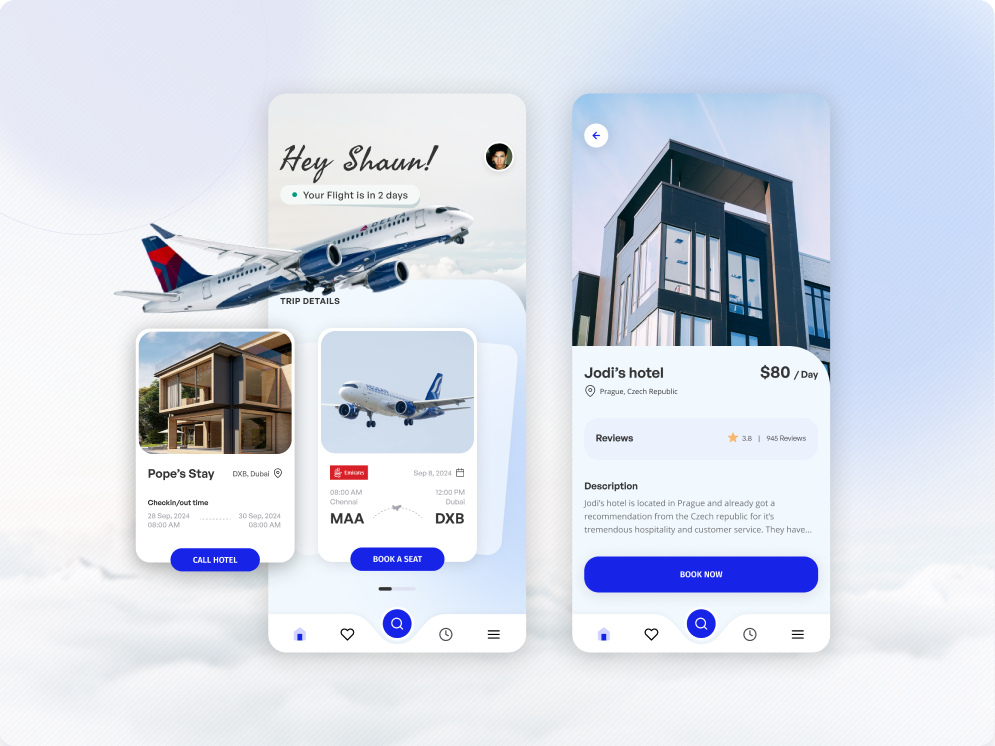 Hey Shaun!
Your Flight is in 2 days
DELTA
TRIP DETAILS
Pope's Stay
DXB, Dubai
Checkin/out time
28 Sep, 2024
30 Sep, 2024
08:00 AM
08:00 AM
CALL HOTEL
Emirates
Sep 8, 2024
08:00 AM
12:00 PM
Chennai
Dubai
MAA
DXB
BOOK A SEAT
Jodi's hotel
$80 / Day
Prague, Czech Republic
Reviews
3.8 | 945 Reviews
Description
Jodi's hotel is located in Prague and already got a
recommendation from the Czech republic for it's
tremendous hospitality and customer service. They have...
BOOK NOW